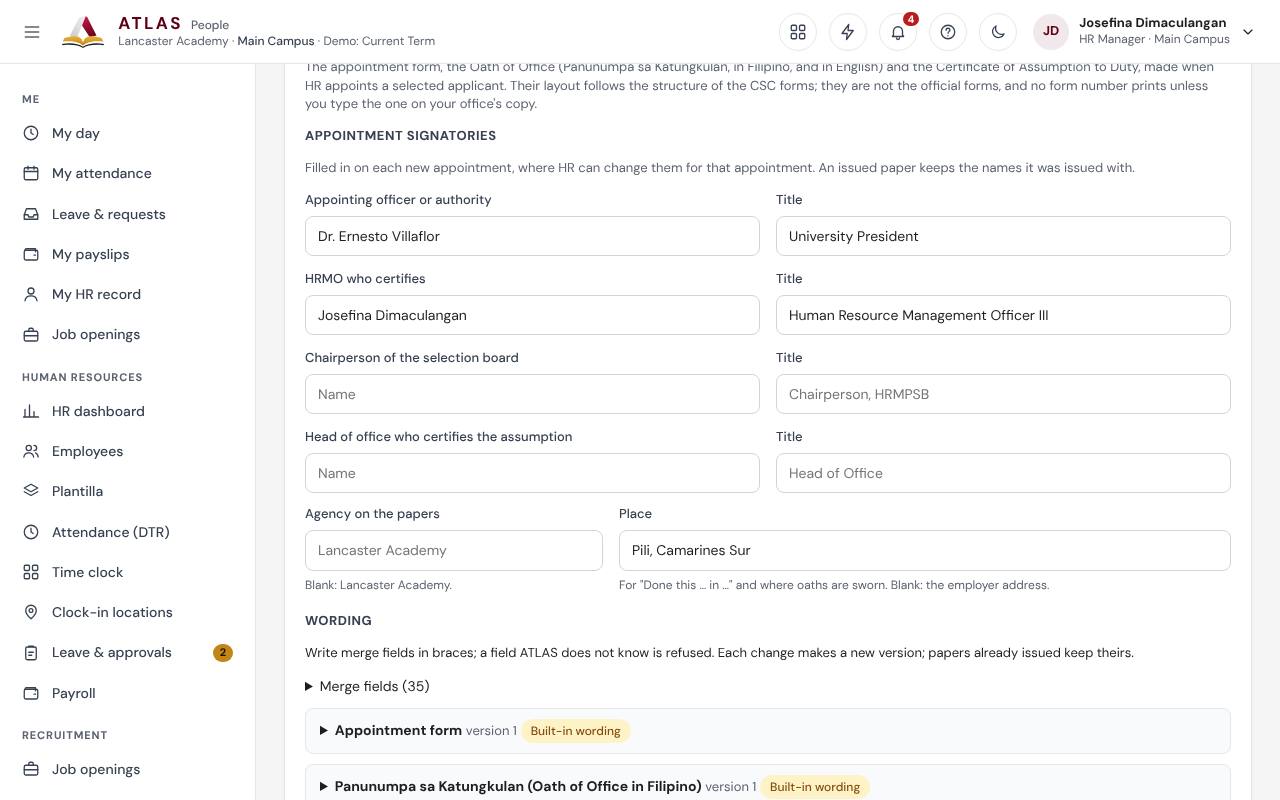 ATLAS People
Lancaster Academy · Main Campus · Demo: Current Term
4
JD
Josefina Dimaculangan
HR Manager · Main Campus
ME
My day
My attendance
Leave & requests
My payslips
My HR record
Job openings
HUMAN RESOURCES
HR dashboard
Employees
Plantilla
Attendance (DTR)
Time clock
Clock-in locations
Leave & approvals 2
Payroll
RECRUITMENT
Job openings
The appointment form, the Oath of Office (Panunumpa sa Katungkulan, in Filipino, and in English) and the Certificate of Assumption to Duty, made when
HR appoints a selected applicant. Their layout follows the structure of the CSC forms; they are not the official forms, and no form number prints unless
you type the one on your office's copy.
APPOINTMENT SIGNATORIES
Filled in on each new appointment, where HR can change them for that appointment. An issued paper keeps the names it was issued with.
Appointing officer or authority Title
Dr. Ernesto Villaflor University President
HRMO who certifies Title
Josefina Dimaculangan Human Resource Management Officer III
Chairperson of the selection board Title
Name Chairperson, HRMPSB
Head of office who certifies the assumption Title
Name Head of Office
Agency on the papers Place
Lancaster Academy Pili, Camarines Sur
Blank: Lancaster Academy. For "Done this … in …" and where oaths are sworn. Blank: the employer address.
WORDING
Write merge fields in braces; a field ATLAS does not know is refused. Each change makes a new version; papers already issued keep theirs.
Merge fields (35)
Appointment form version 1 Built-in wording
Panunumpa sa Katungkulan (Oath of Office in Filipino) version 1 Built-in wording